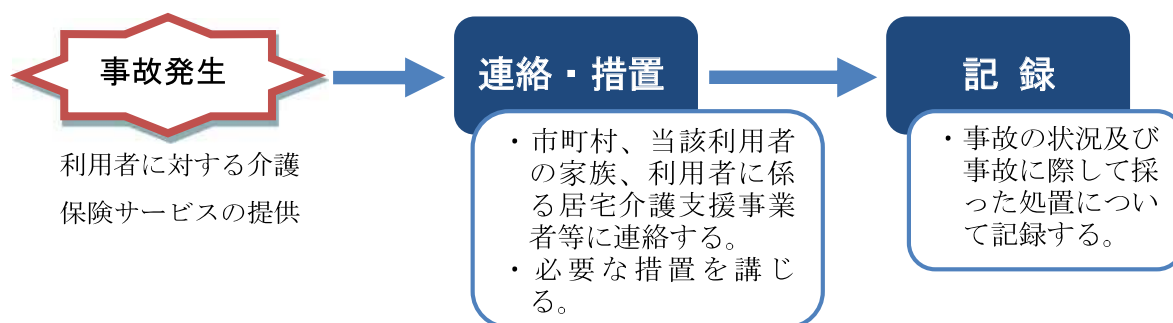 事故発生
利用者に対する介護
保険サービスの提供
連絡・措置
・市町村、当該利用者
の家族、利用者に係
る居宅介護支援事業
者等に連絡する。
・必要な措置を講じ
る。
記 録
・事故の状況及び
事故に際して採
った処置につい
て記録する。